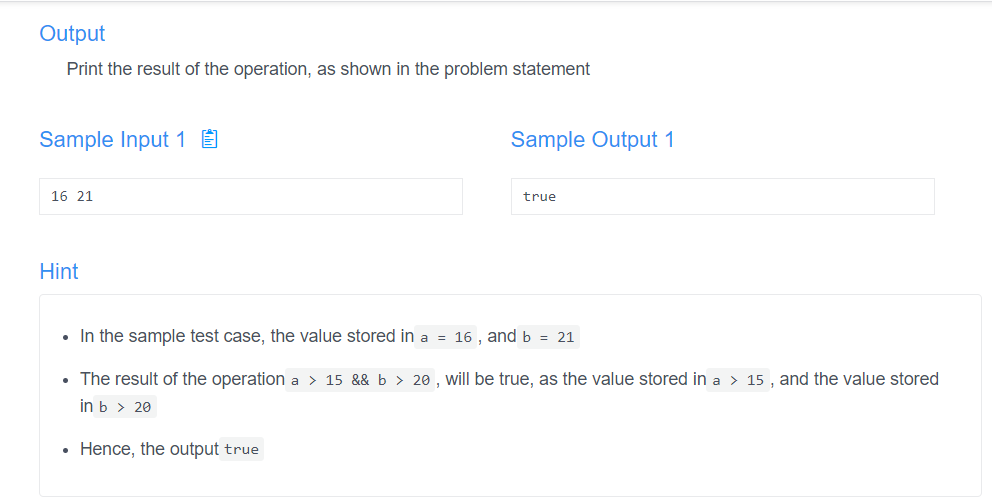 Output
Print the result of the operation, as shown in the problem statement
Sample Input 1
Sample Output 1
16 21
true
Hint
• In the sample test case, the value stored in a = 16 , and b = 21
• The result of the operation a > 15 && b > 20 , will be true, as the value stored in a > 15 , and the value stored
in b > 20
• Hence, the output true